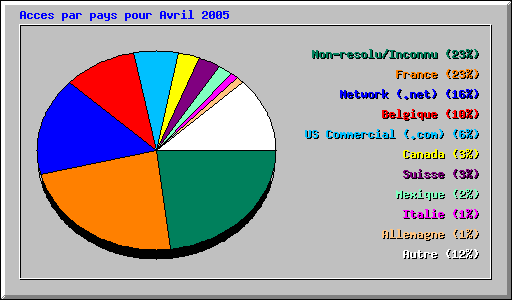 Acces par pays pour Avril 2005
Non-resolu/Inconnu (23%)
France (23%)
Network (.net) (16%)
Belgique (10%)
US Commercial (.com) (6%)
Canada (3%)
Suisse (3%)
Mexique (2%)
Italie (1%)
Allemagne (1%)
Autre (12%)